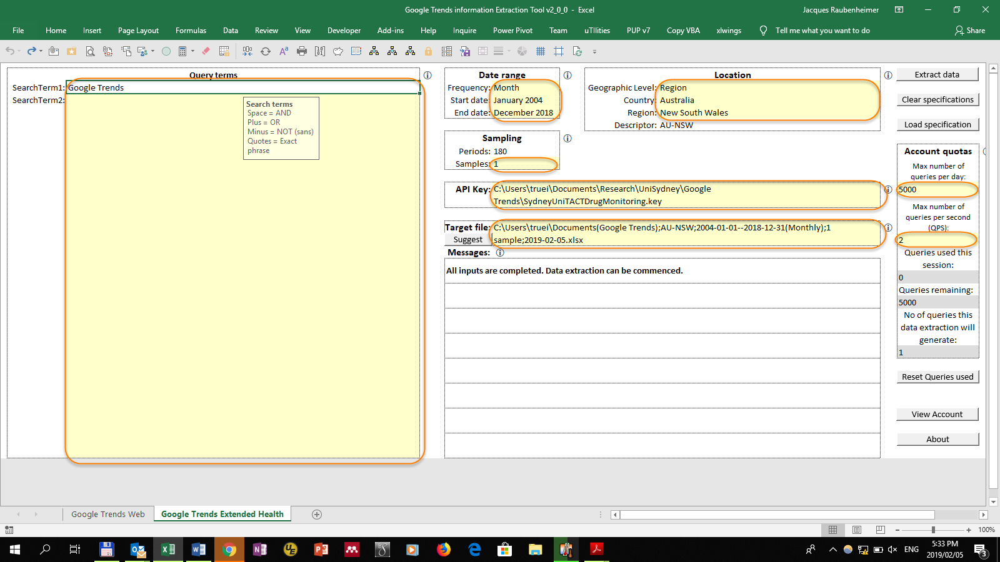 Google Trends information Extraction Tool v2_0_0 - Excel
Jacques Raubenheimer
File Home Insert Page Layout Formulas Data Review View Developer Add-ins Help Inquire Power Pivot Team uTIlities PUP v7 Copy VBA xlwings Tell me what you want to do Share
Query terms
SearchTerm1: Google Trends
SearchTerm2:
Search terms
Space = AND
Plus = OR
Minus = NOT (sans)
Quotes = Exact
phrase
Date range
Frequency: Month
Start date: January 2004
End date: December 2018
Sampling
Periods: 180
Samples: 1
Location
Geographic Level: Region
Country: Australia
Region: New South Wales
Descriptor: AU-NSW
API Key: C:\Users\truei\Documents\Research\UniSydney\Google
Trends\SydneyUniTACTDrugMonitoring.key
Target file: C:\Users\truei\Documents(Google Trends);AU-NSW;2004-01-01--2018-12-31(Monthly);1
Suggest sample;2019-02-05.xlsx
Messages:
All inputs are completed. Data extraction can be commenced.
Extract data
Clear specifications
Load specification
Account quotas
Max number of
queries per day:
5000
Max number of
queries per second
(QPS):
2
Queries used this
session:
0
Queries remaining:
5000
No of queries this
data extraction will
generate:
1
Reset Queries used
View Account
About
Google Trends Web Google Trends Extended Health
100%
ENG
5:33 PM
2019/02/05
3